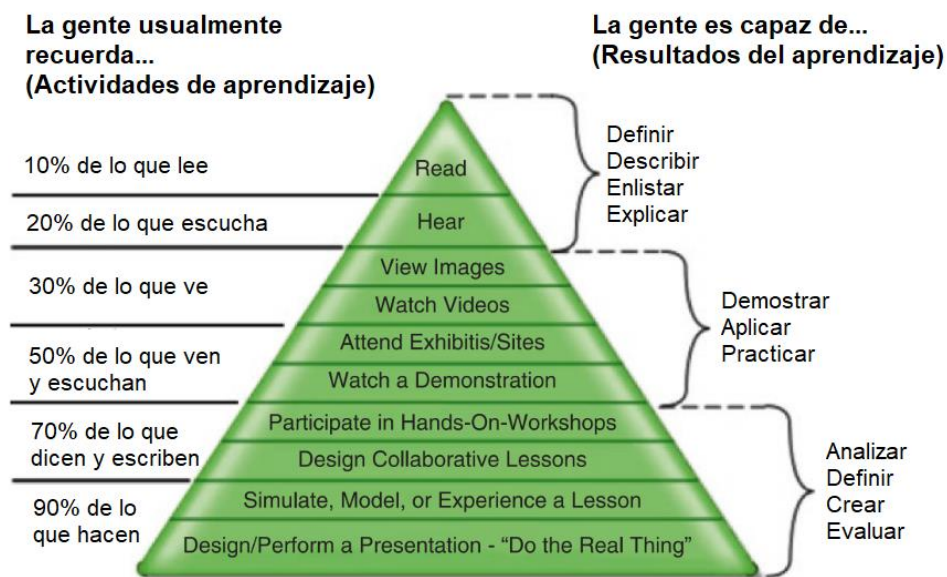 La gente usualmente
recuerda...
(Actividades de aprendizaje)
La gente es capaz de...
(Resultados del aprendizaje)
10% de lo que lee
20% de lo que escucha
30% de lo que ve
50% de lo que ven
y escuchan
70% de lo que
dicen y escriben
90% de lo
que hacen
Read
Hear
View Images
Watch Videos
Attend Exhibitis/Sites
Watch a Demonstration
Participate in Hands-On-Workshops
Design Collaborative Lessons
Simulate, Model, or Experience a Lesson
Design/Perform a Presentation - “Do the Real Thing”
Definir
Describir
Enlistar
Explicar
Demostrar
Aplicar
Practicar
Analizar
Definir
Crear
Evaluar